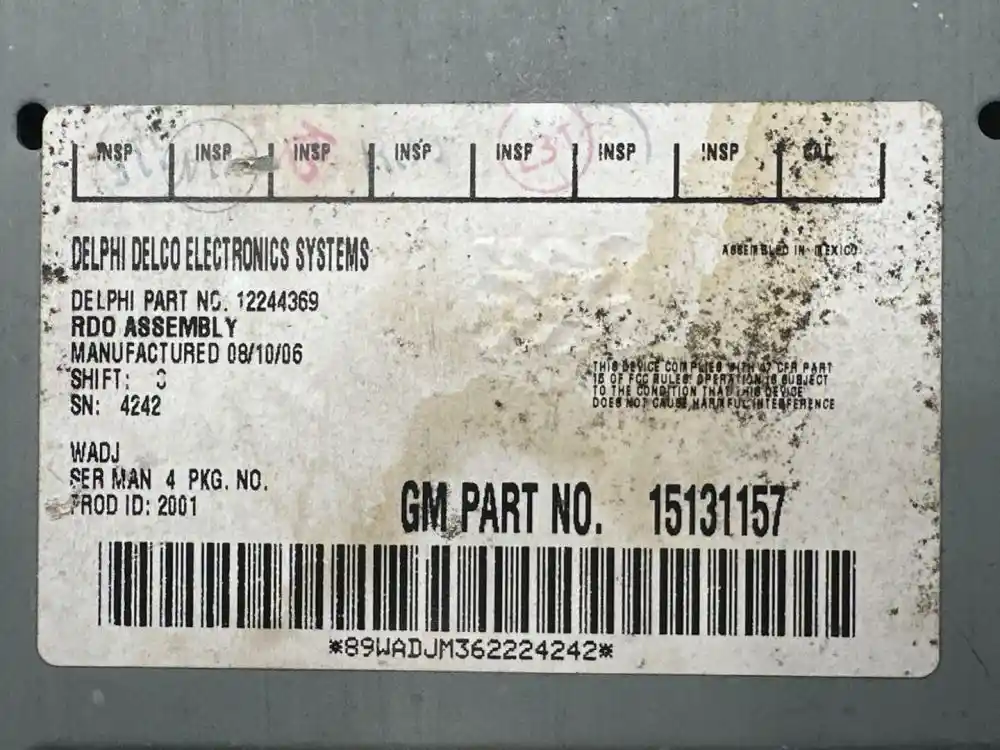 INSP INSP INSP INSP INSP INSP INSP CAL
DELPHI DELCO ELECTRONICS SYSTEMS
ASSEMBLED IN MEXICO
DELPHI PART NO. 12244369
RDO ASSEMBLY
MANUFACTURED 08/10/06
SHIFT:
SN: 4242
THIS DEVICE COMPLIES WITH 47 CFR PART
15 OF FCC RULES. OPERATION IS SUBJECT
TO THE CONDITION THAT THIS DEVICE
DOES NOT CAUSE HARMFUL INTERFERENCE
WADJ
SER MAN 4 PKG. NO.
PROD ID: 2001
GM PART NO. 15131157
*89WADJM362224242*